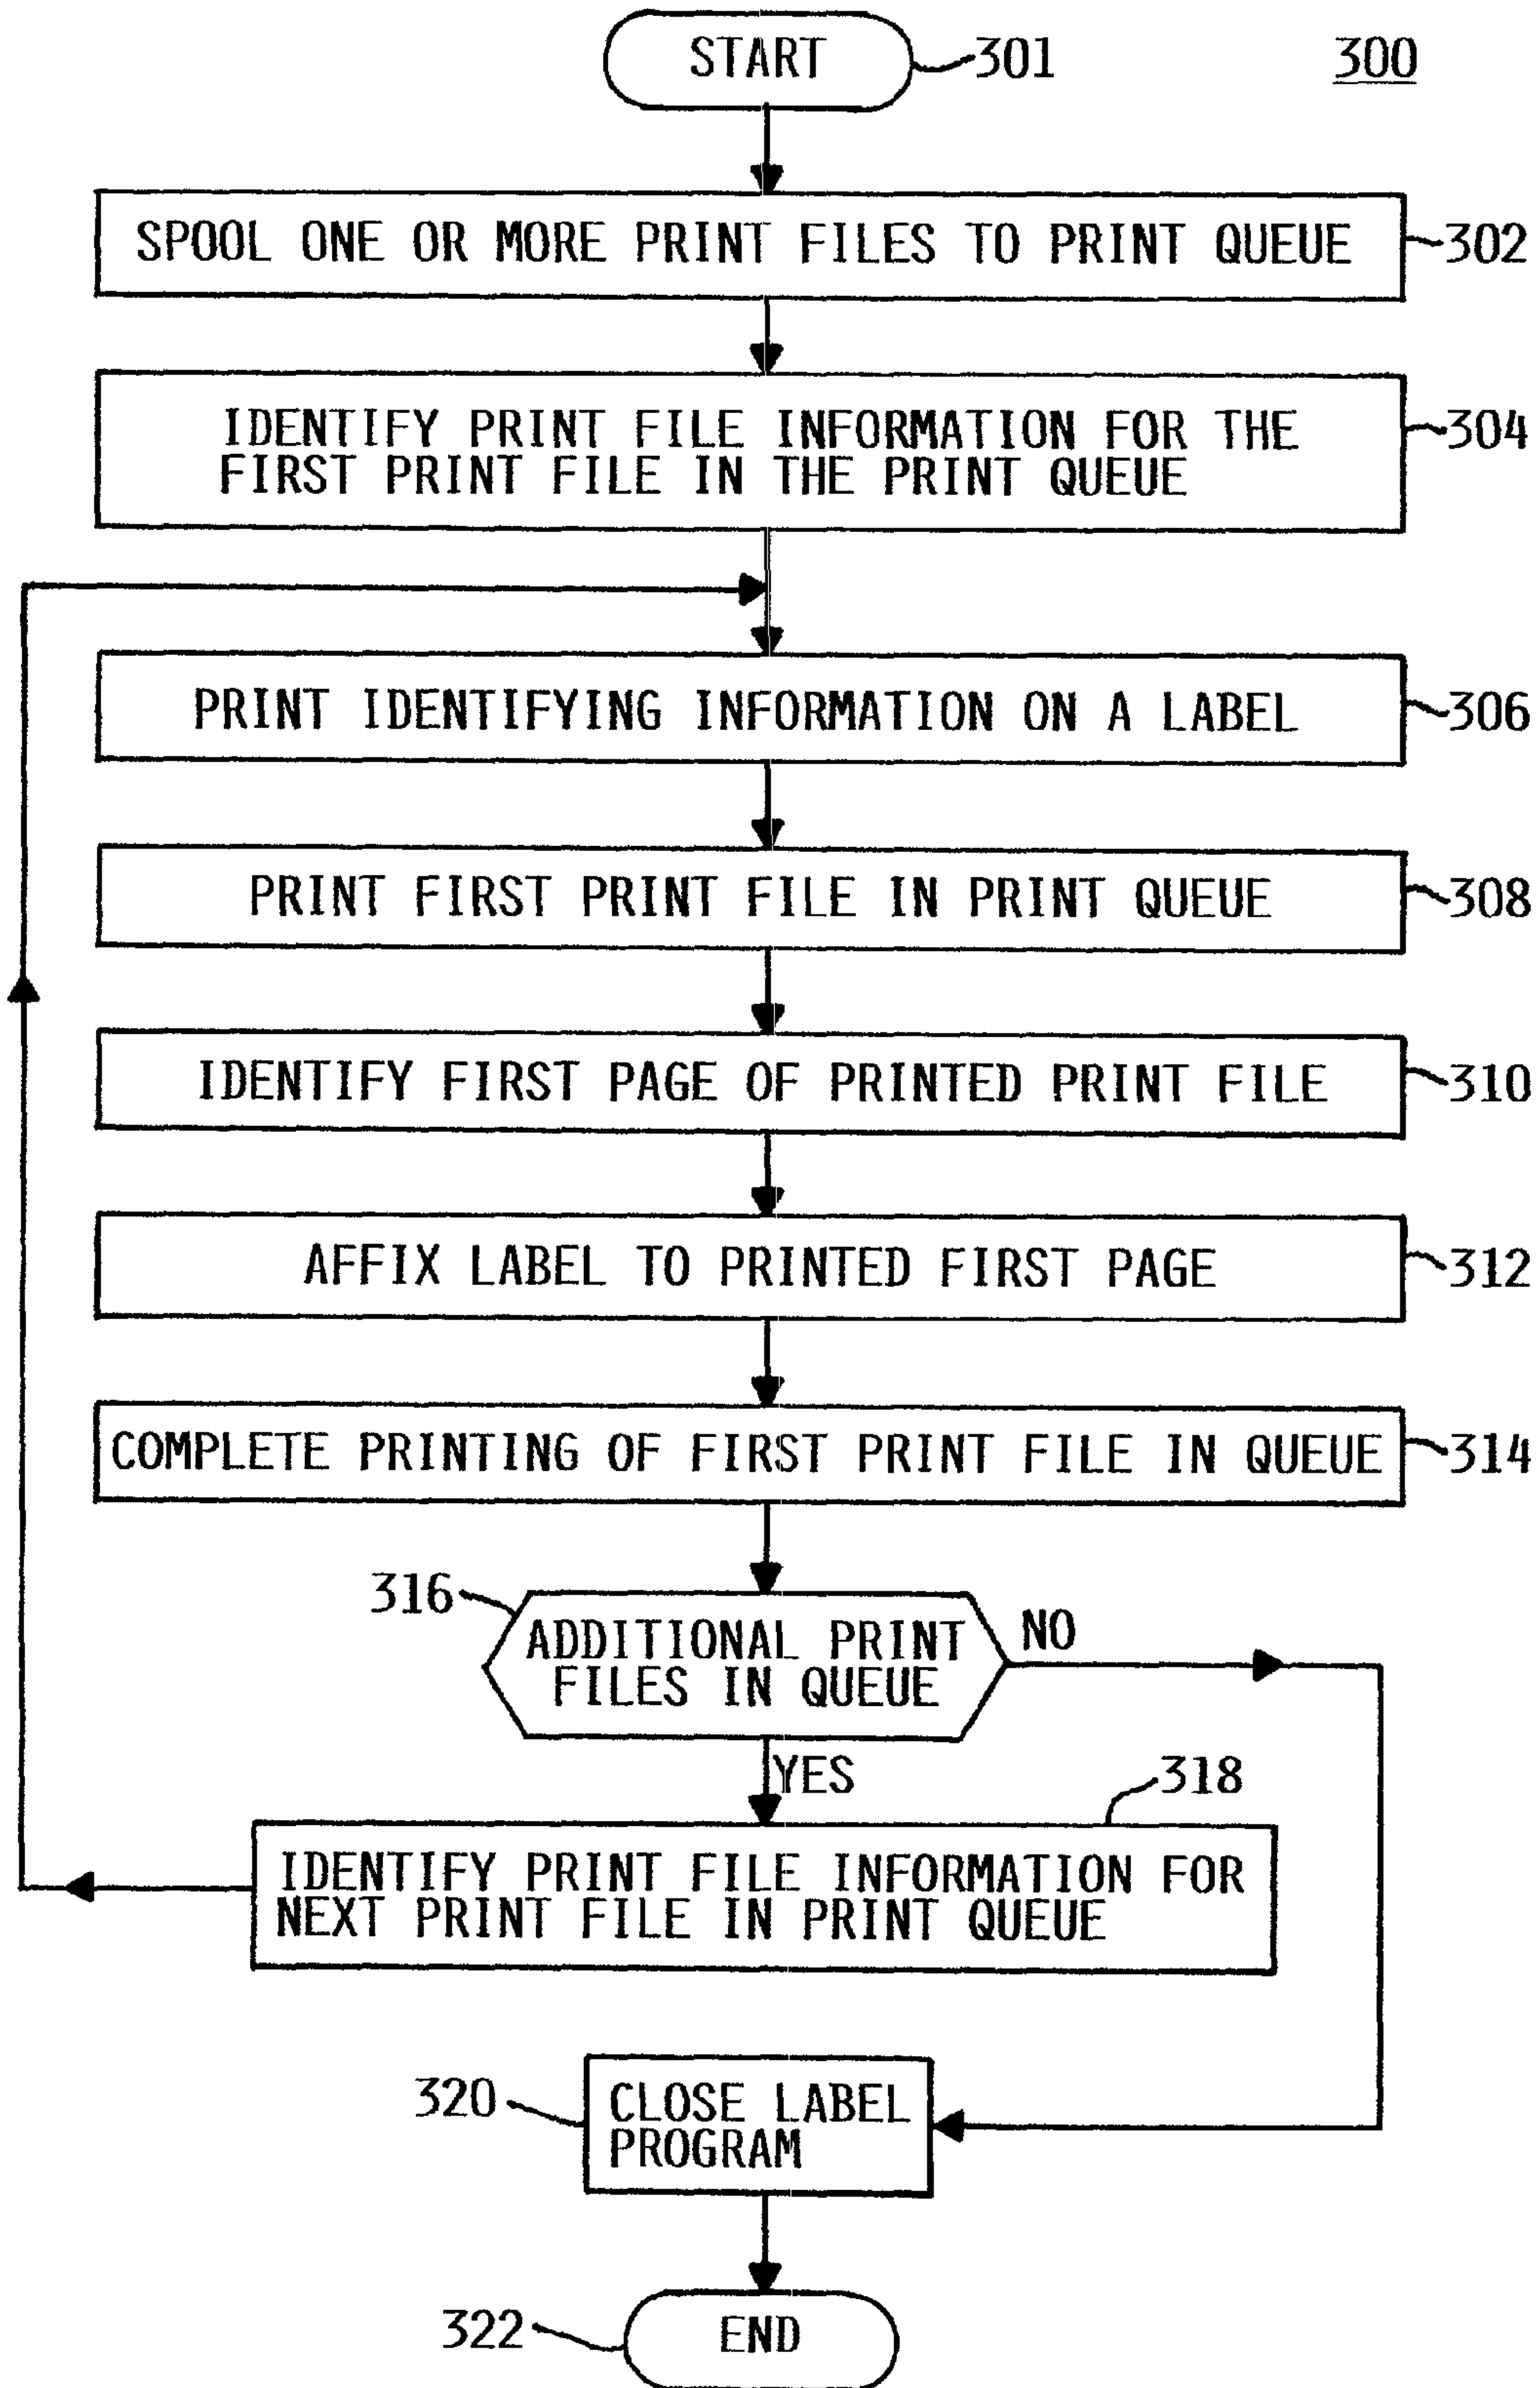 START
301
300
SPOOL ONE OR MORE PRINT FILES TO PRINT QUEUE
302
IDENTIFY PRINT FILE INFORMATION FOR THE
FIRST PRINT FILE IN THE PRINT QUEUE
304
PRINT IDENTIFYING INFORMATION ON A LABEL
306
PRINT FIRST PRINT FILE IN PRINT QUEUE
308
IDENTIFY FIRST PAGE OF PRINTED PRINT FILE
310
AFFIX LABEL TO PRINTED FIRST PAGE
312
COMPLETE PRINTING OF FIRST PRINT FILE IN QUEUE
314
316
ADDITIONAL PRINT
FILES IN QUEUE
NO
YES
318
IDENTIFY PRINT FILE INFORMATION FOR
NEXT PRINT FILE IN PRINT QUEUE
320
CLOSE LABEL
PROGRAM
322
END